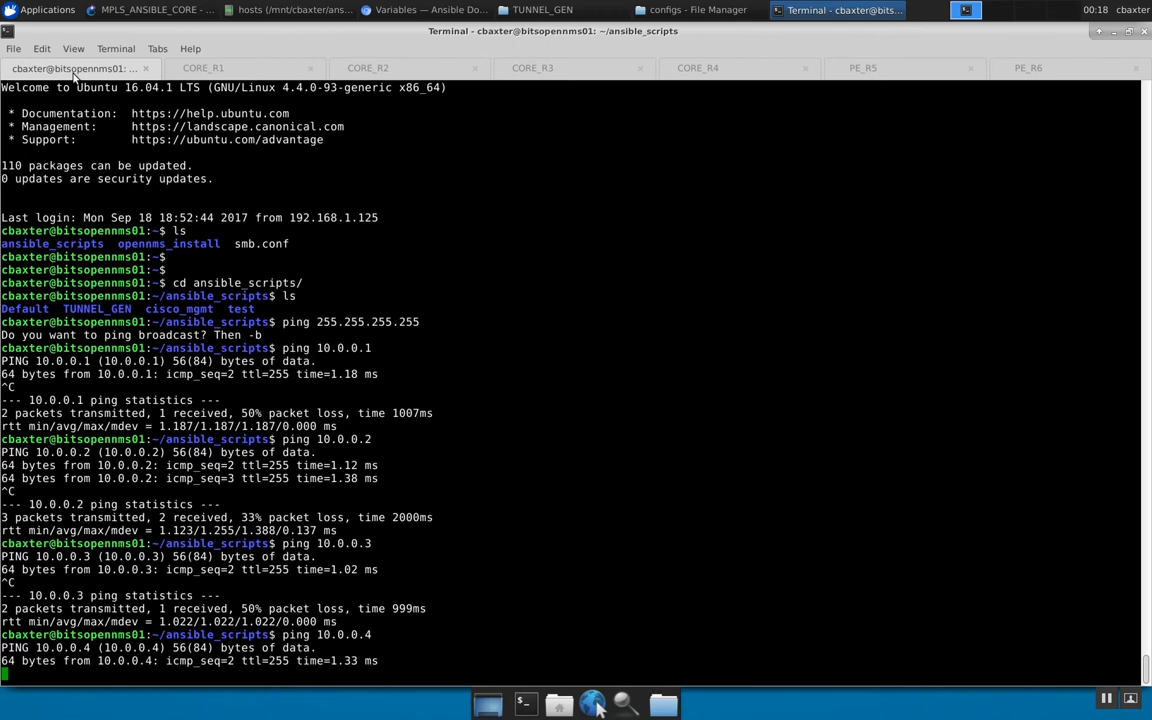 Applications
MPLS_ANSIBLE_CORE - ...
hosts (/mnt/cbaxter/ans...
Variables — Ansible Do...
TUNNEL_GEN
configs - File Manager
Terminal - cbaxter@bits...
00:18
cbaxter
Terminal - cbaxter@bitsopennms01: ~/ansible_scripts
File Edit View Terminal Tabs Help
cbaxter@bitsopennms01: ...
CORE_R1
CORE_R2
CORE_R3
CORE_R4
PE_R5
PE_R6
Welcome to Ubuntu 16.04.1 LTS (GNU/Linux 4.4.0-93-generic x86_64)
* Documentation: https://help.ubuntu.com
* Management: https://landscape.canonical.com
* Support: https://ubuntu.com/advantage
110 packages can be updated.
0 updates are security updates.
Last login: Mon Sep 18 18:52:44 2017 from 192.168.1.125
cbaxter@bitsopennms01:~$ ls
ansible_scripts opennms_install smb.conf
cbaxter@bitsopennms01:~$
cbaxter@bitsopennms01:~$
cbaxter@bitsopennms01:~$ cd ansible_scripts/
cbaxter@bitsopennms01:~/ansible_scripts$ ls
Default TUNNEL_GEN cisco_mgmt test
cbaxter@bitsopennms01:~/ansible_scripts$ ping 255.255.255.255
Do you want to ping broadcast? Then -b
cbaxter@bitsopennms01:~/ansible_scripts$ ping 10.0.0.1
PING 10.0.0.1 (10.0.0.1) 56(84) bytes of data.
64 bytes from 10.0.0.1: icmp_seq=2 ttl=255 time=1.18 ms
^C
--- 10.0.0.1 ping statistics ---
2 packets transmitted, 1 received, 50% packet loss, time 1007ms
rtt min/avg/max/mdev = 1.187/1.187/1.187/0.000 ms
cbaxter@bitsopennms01:~/ansible_scripts$ ping 10.0.0.2
PING 10.0.0.2 (10.0.0.2) 56(84) bytes of data.
64 bytes from 10.0.0.2: icmp_seq=2 ttl=255 time=1.12 ms
64 bytes from 10.0.0.2: icmp_seq=3 ttl=255 time=1.38 ms
^C
--- 10.0.0.2 ping statistics ---
3 packets transmitted, 2 received, 33% packet loss, time 2000ms
rtt min/avg/max/mdev = 1.123/1.255/1.388/0.137 ms
cbaxter@bitsopennms01:~/ansible_scripts$ ping 10.0.0.3
PING 10.0.0.3 (10.0.0.3) 56(84) bytes of data.
64 bytes from 10.0.0.3: icmp_seq=2 ttl=255 time=1.02 ms
^C
--- 10.0.0.3 ping statistics ---
2 packets transmitted, 1 received, 50% packet loss, time 999ms
rtt min/avg/max/mdev = 1.022/1.022/1.022/0.000 ms
cbaxter@bitsopennms01:~/ansible_scripts$ ping 10.0.0.4
PING 10.0.0.4 (10.0.0.4) 56(84) bytes of data.
64 bytes from 10.0.0.4: icmp_seq=2 ttl=255 time=1.33 ms